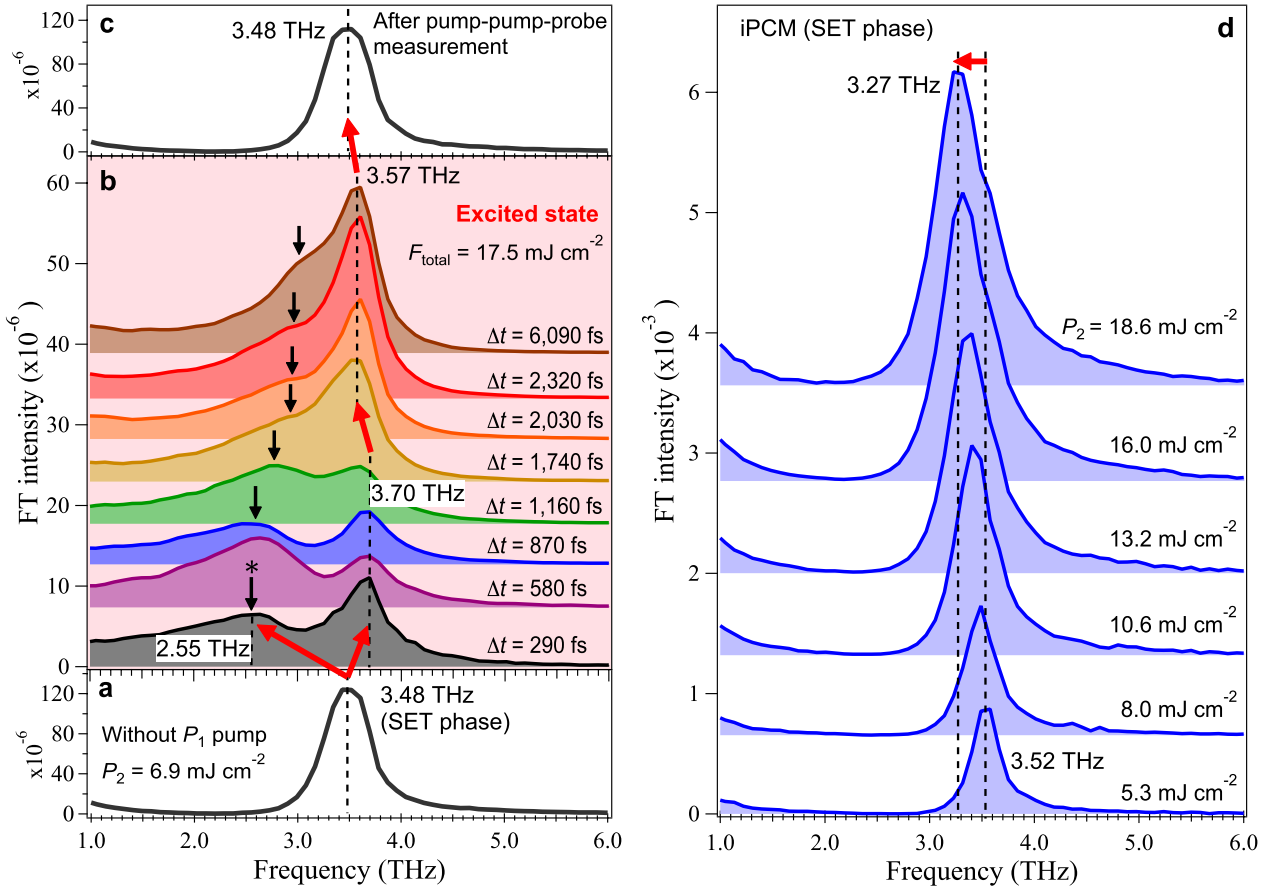 c
3.48 THz
After pump-pump-probe
measurement
x10⁻⁶
120
80
40
0
b
3.57 THz
Excited state
F_total = 17.5 mJ cm⁻²
FT intensity (x10⁻⁶)
60
50
40
30
20
10
0
Δt = 6,090 fs
Δt = 2,320 fs
Δt = 2,030 fs
Δt = 1,740 fs
3.70 THz
Δt = 1,160 fs
Δt = 870 fs
*
Δt = 580 fs
2.55 THz
Δt = 290 fs
a
3.48 THz
(SET phase)
Without P₁ pump
P₂ = 6.9 mJ cm⁻²
x10⁻⁶
120
80
40
0
1.0 2.0 3.0 4.0 5.0 6.0
Frequency (THz)
iPCM (SET phase)
d
3.27 THz
FT intensity (x10⁻³)
6
5
4
3
2
1
0
P₂ = 18.6 mJ cm⁻²
16.0 mJ cm⁻²
13.2 mJ cm⁻²
10.6 mJ cm⁻²
8.0 mJ cm⁻²
3.52 THz
5.3 mJ cm⁻²
1.0 2.0 3.0 4.0 5.0 6.0
Frequency (THz)